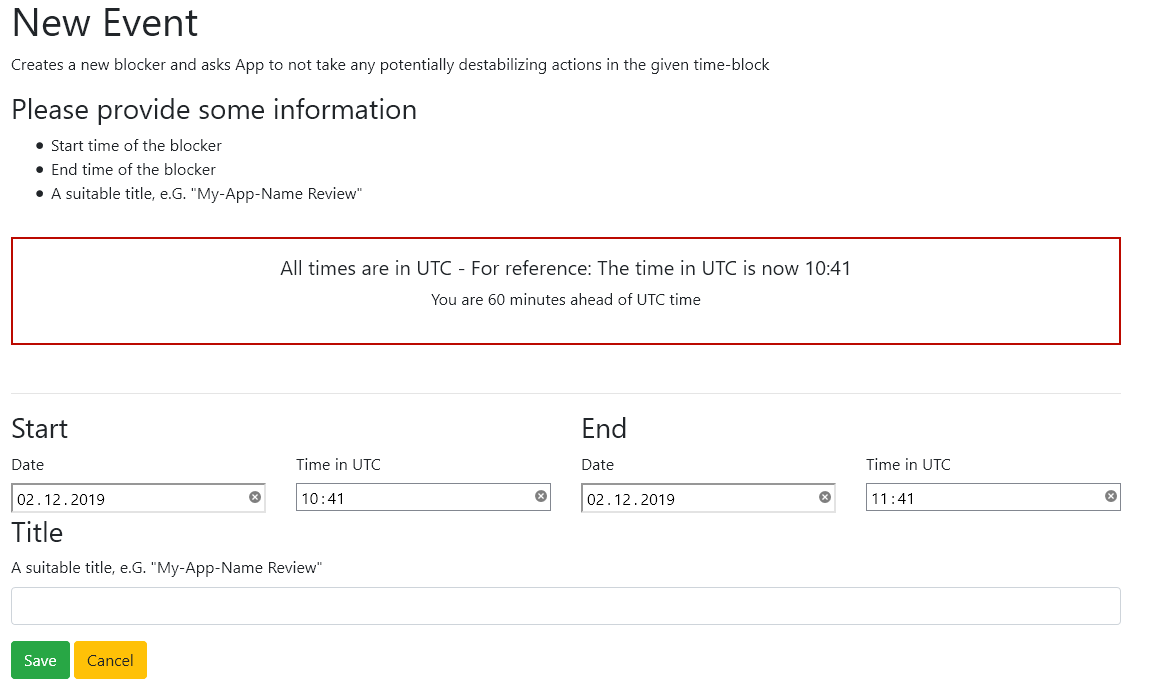 New Event
Creates a new blocker and asks App to not take any potentially destabilizing actions in the given time-block
Please provide some information
• Start time of the blocker
• End time of the blocker
• A suitable title, e.G. "My-App-Name Review"
All times are in UTC - For reference: The time in UTC is now 10:41
You are 60 minutes ahead of UTC time
Start End
Date Time in UTC Date Time in UTC
02.12.2019 10:41 02.12.2019 11:41
Title
A suitable title, e.G. "My-App-Name Review"
Save Cancel